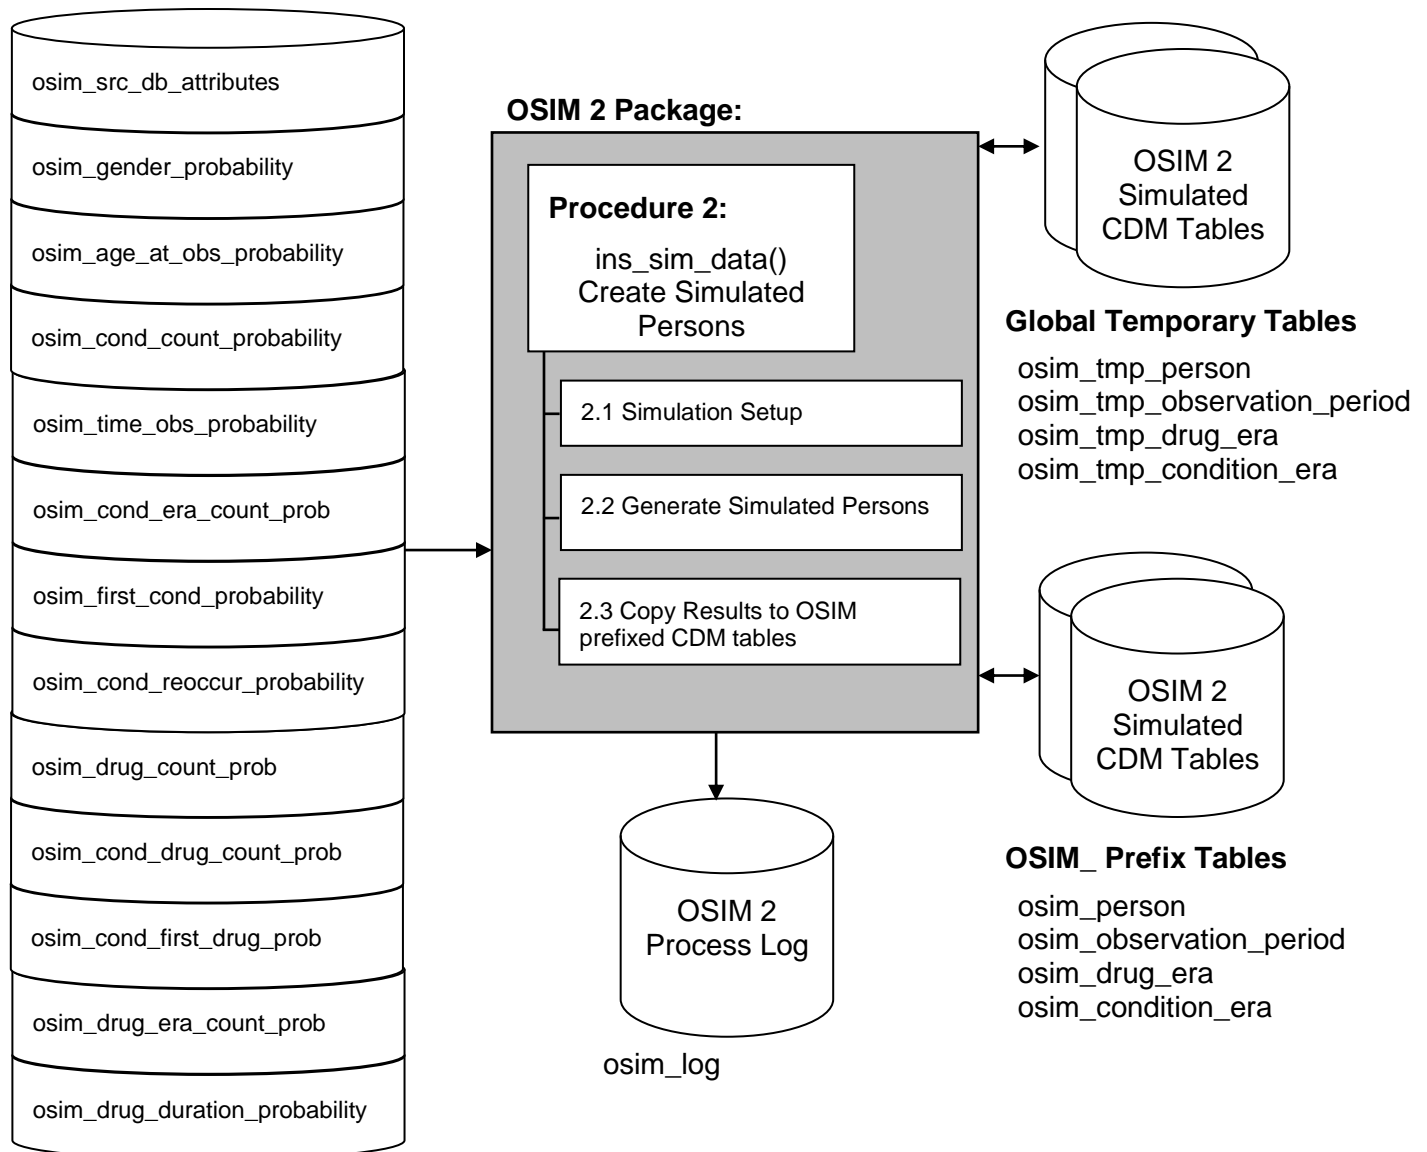 osim_src_db_attributes
osim_gender_probability
osim_age_at_obs_probability
osim_cond_count_probability
osim_time_obs_probability
osim_cond_era_count_prob
osim_first_cond_probability
osim_cond_reoccur_probability
osim_drug_count_prob
osim_cond_drug_count_prob
osim_cond_first_drug_prob
osim_drug_era_count_prob
osim_drug_duration_probability
OSIM 2 Package:
Procedure 2:
ins_sim_data()
Create Simulated
Persons
2.1 Simulation Setup
2.2 Generate Simulated Persons
2.3 Copy Results to OSIM
prefixed CDM tables
OSIM 2
Process Log
osim_log
OSIM 2
Simulated
CDM Tables
Global Temporary Tables
osim_tmp_person
osim_tmp_observation_period
osim_tmp_drug_era
osim_tmp_condition_era
OSIM 2
Simulated
CDM Tables
OSIM_ Prefix Tables
osim_person
osim_observation_period
osim_drug_era
osim_condition_era